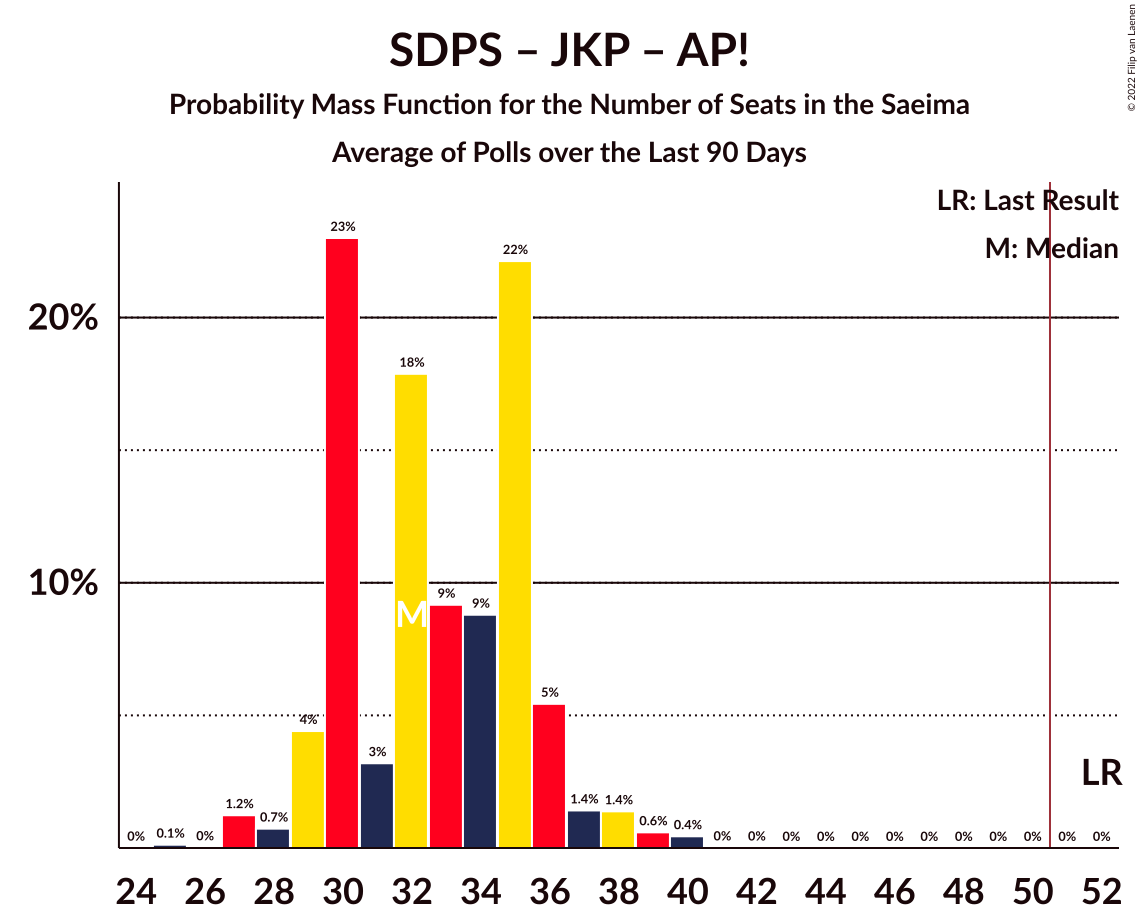 © 2022 Filip van Laenen
SDPS – JKP – AP!
Probability Mass Function for the Number of Seats in the Saeima
Average of Polls over the Last 90 Days
LR: Last Result
M: Median
20%
10%
0% 0.1% 0% 1.2% 0.7% 4% 23% 3% 18% 9% 9% 22% 5% 1.4% 1.4% 0.6% 0.4% 0% 0% 0% 0% 0% 0% 0% 0% 0% 0% 0% 0%
M
LR
24 26 28 30 32 34 36 38 40 42 44 46 48 50 52